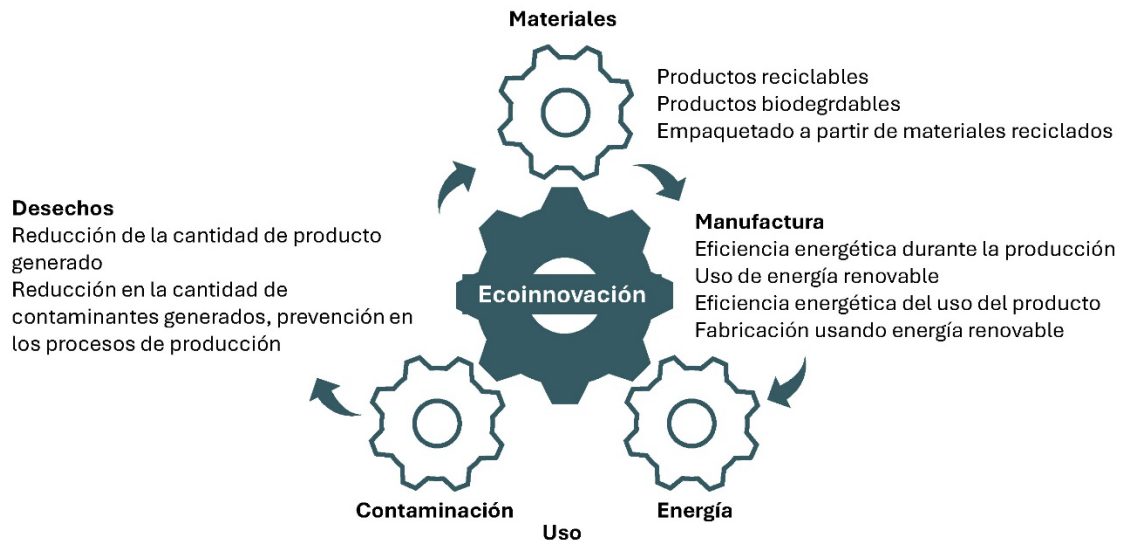 Materiales
Productos reciclables
Productos biodegrdables
Empaquetado a partir de materiales reciclados
Manufactura
Eficiencia energética durante la producción
Uso de energía renovable
Eficiencia energética del uso del producto
Fabricación usando energía renovable
Ecoinnovación
Desechos
Reducción de la cantidad de producto
generado
Reducción en la cantidad de
contaminantes generados, prevención en
los procesos de producción
Contaminación
Uso
Energía